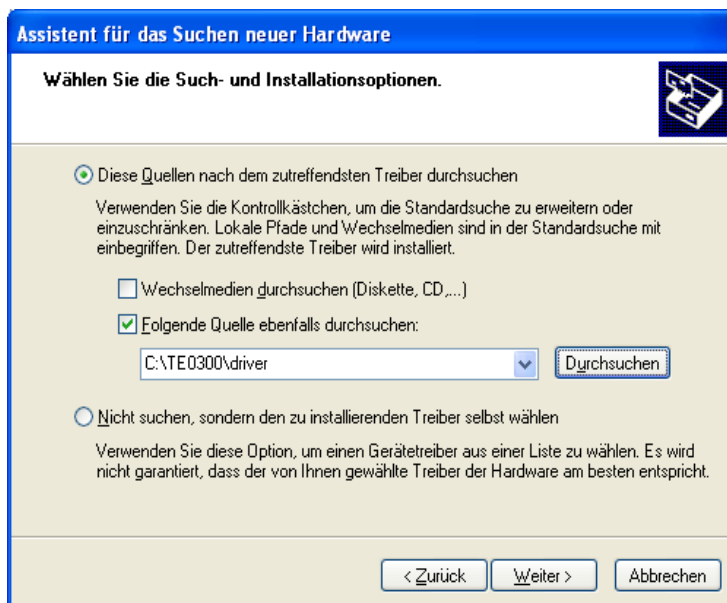 Assistent für das Suchen neuer Hardware
Wählen Sie die Such- und Installationsoptionen.
Diese Quellen nach dem zutreffendsten Treiber durchsuchen
Verwenden Sie die Kontrollkästchen, um die Standardsuche zu erweitern oder
einzuschränken. Lokale Pfade und Wechselmedien sind in der Standardsuche mit
einbegriffen. Der zutreffendste Treiber wird installiert.
Wechselmedien durchsuchen (Diskette, CD,...)
Folgende Quelle ebenfalls durchsuchen:
C:\TE0300\driver
Durchsuchen
Nicht suchen, sondern den zu installierenden Treiber selbst wählen
Verwenden Sie diese Option, um einen Gerätetreiber aus einer Liste zu wählen. Es wird
nicht garantiert, dass der von Ihnen gewählte Treiber der Hardware am besten entspricht.
< Zurück Weiter > Abbrechen